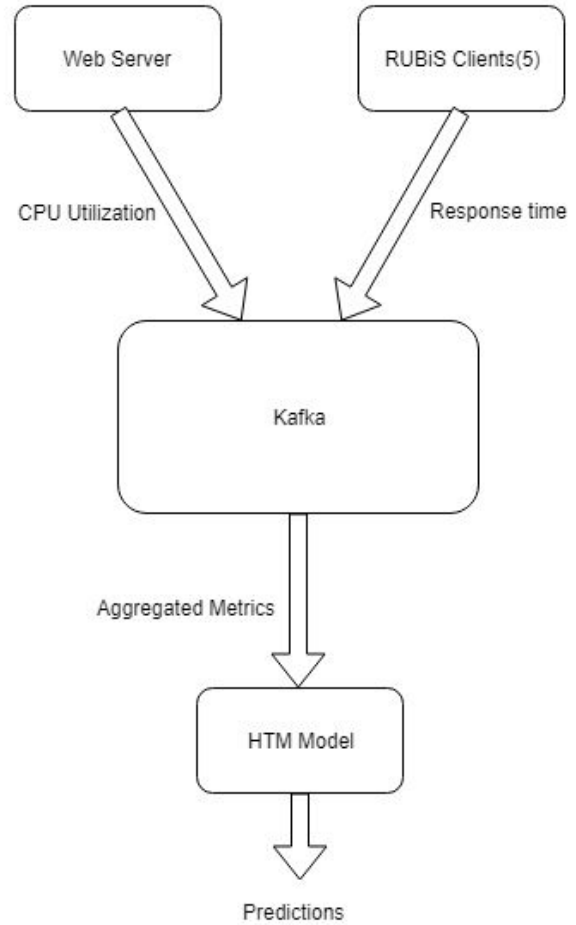 Web Server
RUBiS Clients(5)
CPU Utilization
Response time
Kafka
Aggregated Metrics
HTM Model
Predictions